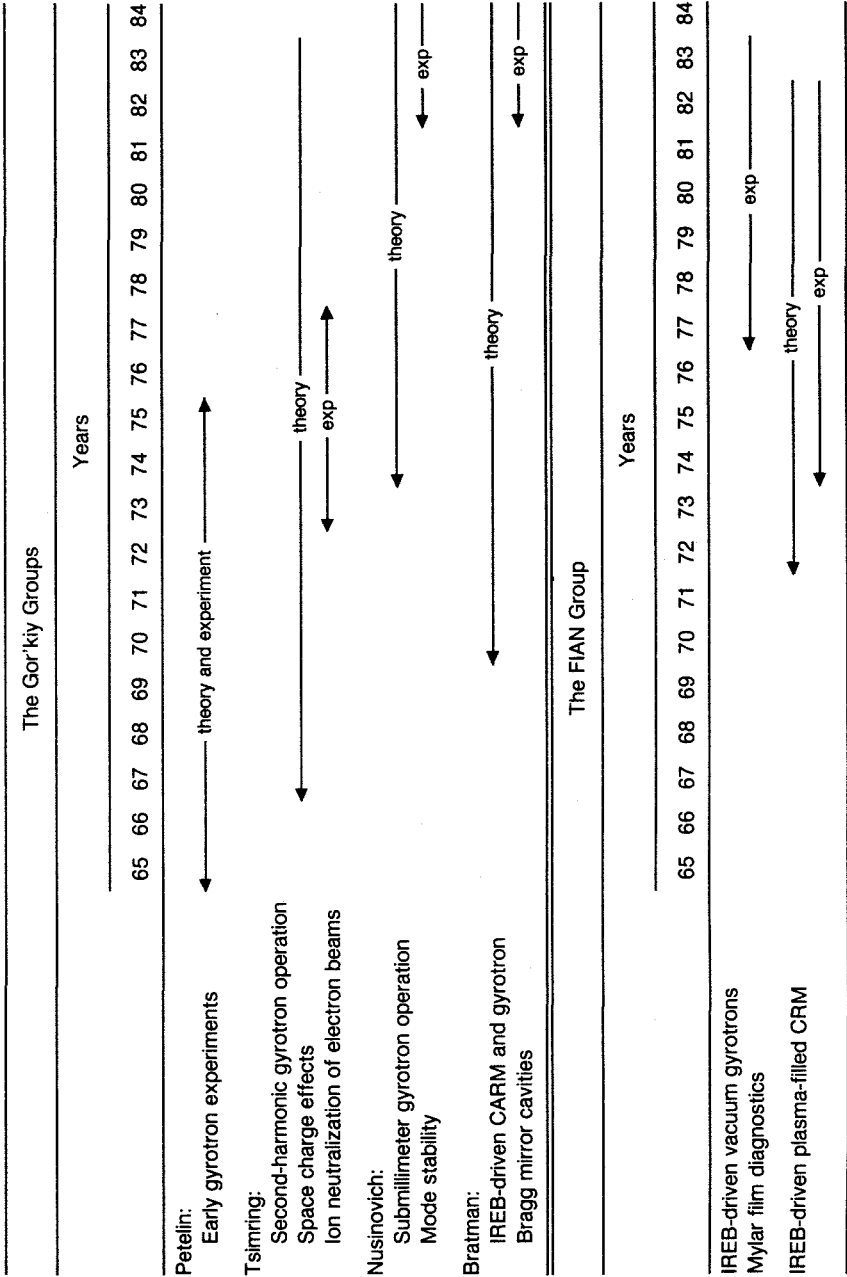 The Gor'kiy Groups
Years
65 66 67 68 69 70 71 72 73 74 75 76 77 78 79 80 81 82 83 84
Petelin:
Early gyrotron experiments
theory and experiment
Tsimring:
Second-harmonic gyrotron operation
Space charge effects
theory
Ion neutralization of electron beams
exp
Nusinovich:
Submillimeter gyrotron operation
theory
Mode stability
exp
Bratman:
IREB-driven CARM and gyrotron
theory
Bragg mirror cavities
exp
The FIAN Group
Years
65 66 67 68 69 70 71 72 73 74 75 76 77 78 79 80 81 82 83 84
IREB-driven vacuum gyrotrons
Mylar film diagnostics
exp
IREB-driven plasma-filled CRM
theory
exp